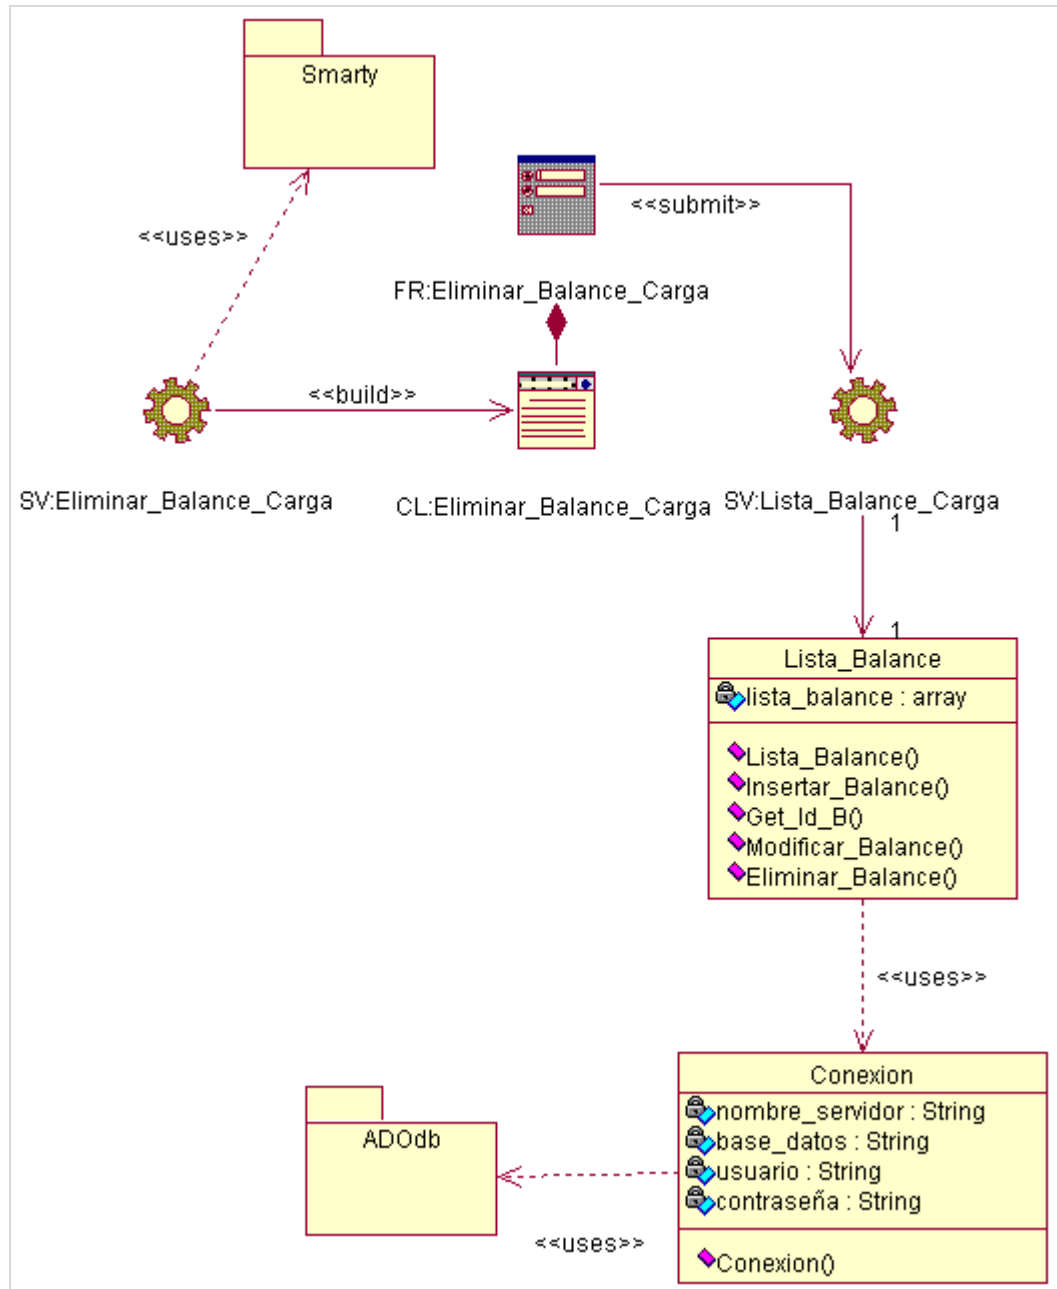 Smarty
<<submit>>
<<uses>>
FR:Eliminar_Balance_Carga
<<build>>
SV:Eliminar_Balance_Carga
CL:Eliminar_Balance_Carga
SV:Lista_Balance_Carga
1
1
Lista_Balance
lista_balance : array
Lista_Balance()
Insertar_Balance()
Get_Id_B()
Modificar_Balance()
Eliminar_Balance()
<<uses>>
Conexion
nombre_servidor : String
base_datos : String
usuario : String
contraseña : String
Conexion()
ADOdb
<<uses>>